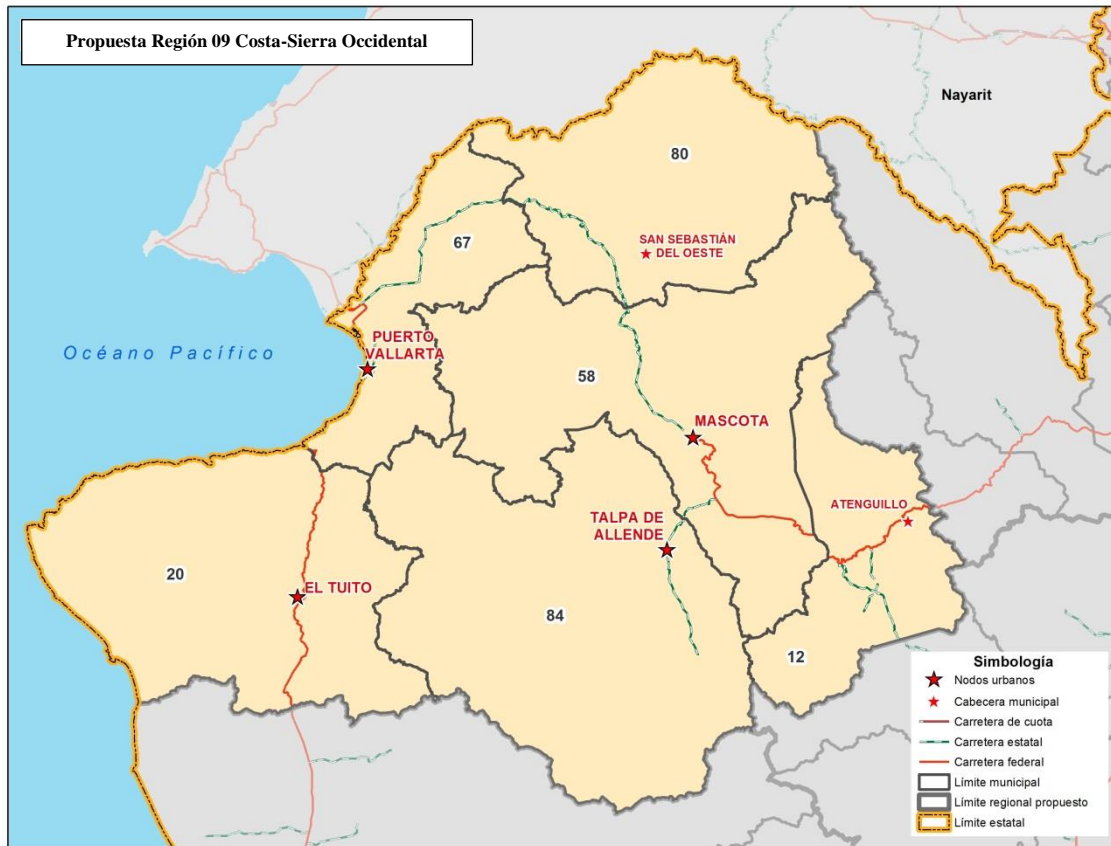 Propuesta Región 09 Costa-Sierra Occidental
Nayarit
80
SAN SEBASTIÁN
DEL OESTE
67
PUERTO
VALLARTA
Océano Pacífico
58
MASCOTA
ATENGUILLO
TALPA DE
ALLENDE
20
EL TUITO
84
12
Simbología
Nodos urbanos
Cabecera municipal
Carretera de cuota
Carretera estatal
Carretera federal
Límite municipal
Límite regional propuesto
Límite estatal